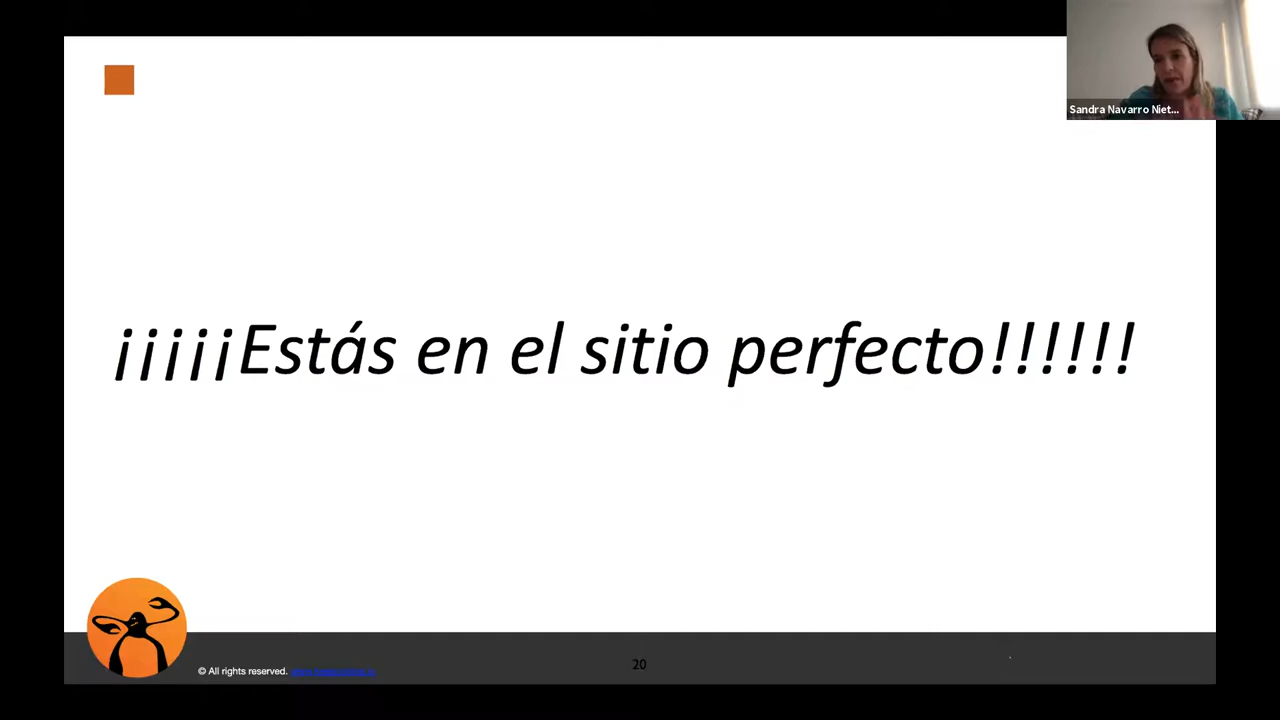 Sandra Navarro Niet...
¡¡¡¡¡Estás en el sitio perfecto!!!!!!
© All rights reserved.
20